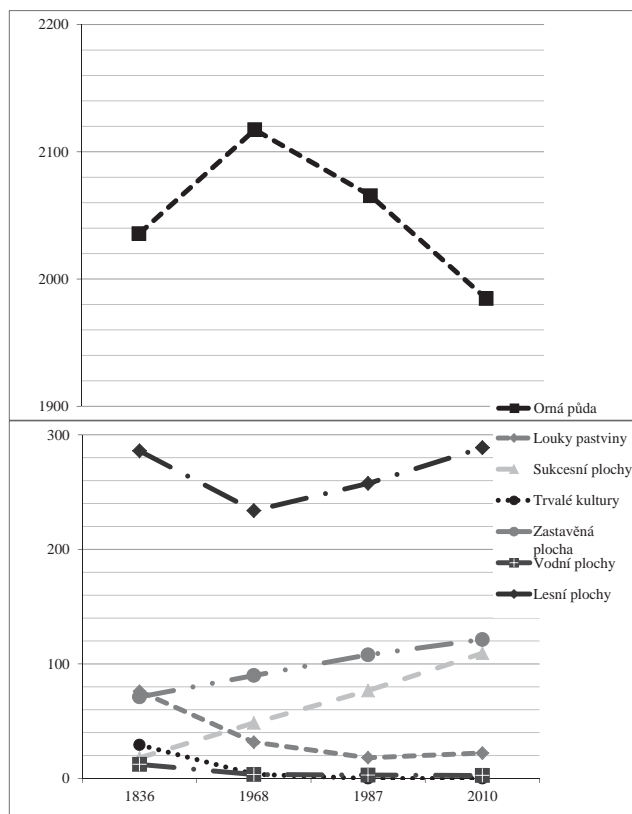 2200
2100
2000
1900
Orná půda
300
Louky pastviny
Sukcesní plochy
Trvalé kultury
200
Zastavěná
plocha
Vodní plochy
Lesní plochy
100
0
1836 1968 1987 2010